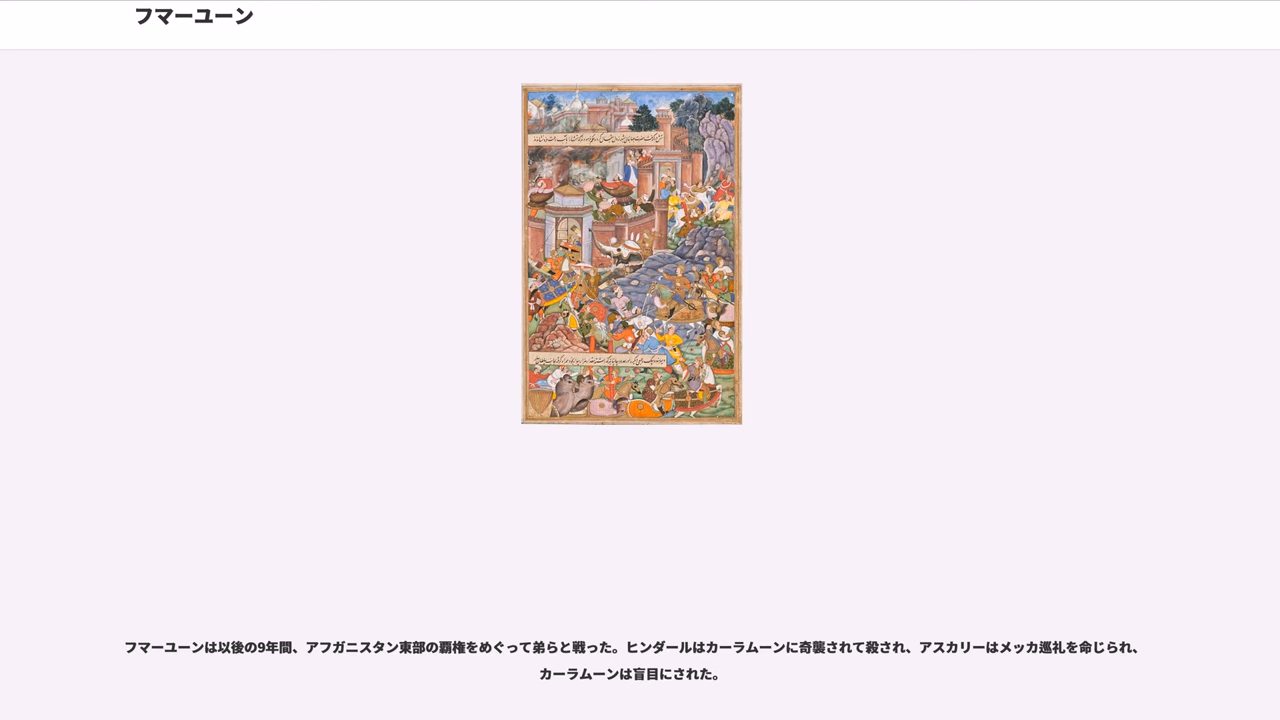 フマーユーン
フマーユーンは以後の9年間、アフガニスタン東部の覇権をめぐって弟らと戦った。ヒンダールはカーラムーンに奇襲されて殺され、アスカリーはメッカ巡礼を命じられ、
カーラムーンは盲目にされた。